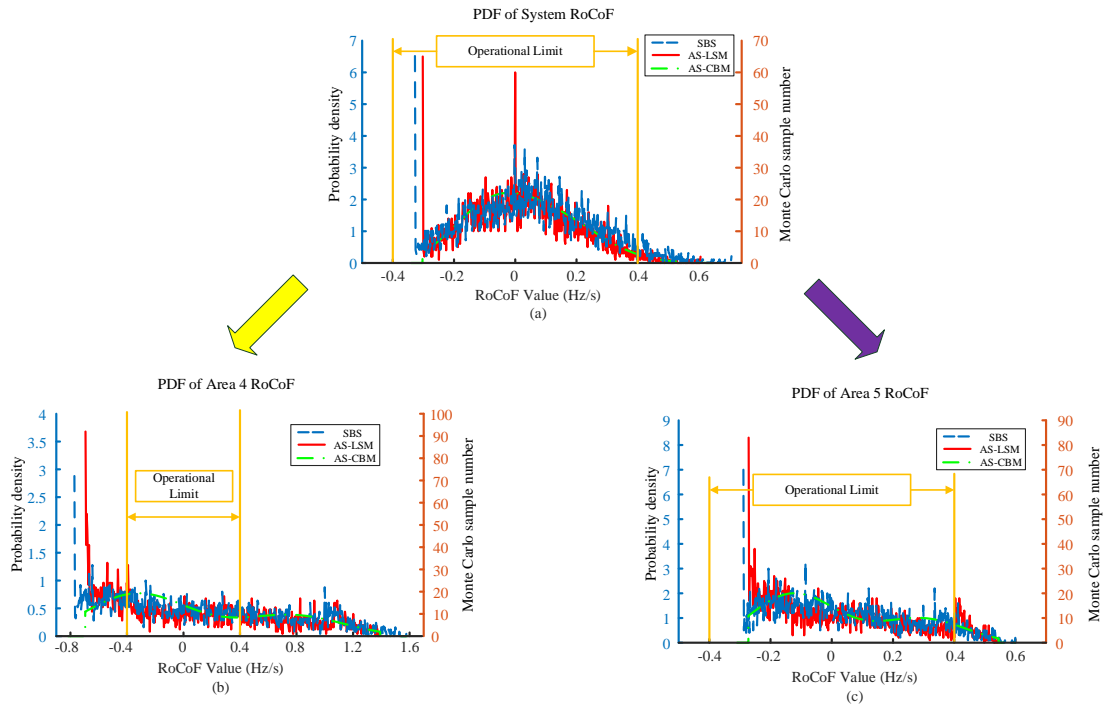 PDF of System RoCoF
7
6
5
4
3
2
1
0
Probability density
Operational Limit
SBS
AS-LSM
AS-CBM
70
60
50
40
30
20
10
0
Monte Carlo sample number
-0.4
-0.2
0
0.2
0.4
0.6
RoCoF Value (Hz/s)
(a)
PDF of Area 4 RoCoF
4
3.5
3
2.5
2
1.5
1
0.5
0
Probability density
Operational
Limit
SBS
AS-LSM
AS-CBM
100
90
80
70
60
50
40
30
20
10
0
Monte Carlo sample number
-0.8
-0.4
0
0.4
0.8
1.2
1.6
RoCoF Value (Hz/s)
(b)
PDF of Area 5 RoCoF
9
8
7
6
5
4
3
2
1
0
Probability density
Operational Limit
SBS
AS-LSM
AS-CBM
90
80
70
60
50
40
30
20
10
0
Monte Carlo sample number
-0.4
-0.2
0
0.2
0.4
0.6
RoCoF Value (Hz/s)
(c)